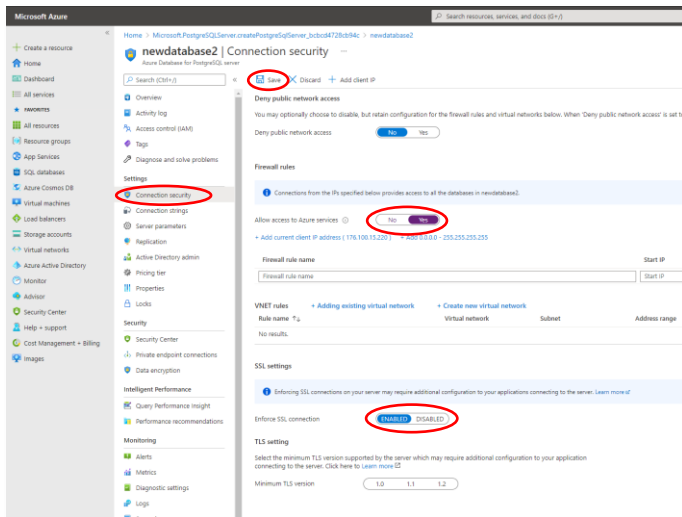 Microsoft Azure
Search resources, services, and docs (G+/)
Create a resource
Home
Dashboard
All services
FAVORITES
All resources
Resource groups
App Services
SQL databases
Azure Cosmos DB
Virtual machines
Load balancers
Storage accounts
Virtual networks
Azure Active Directory
Monitor
Advisor
Security Center
Help + support
Cost Management + Billing
Images
Home > Microsoft.PostgreSQLServer.createPostgreSqlServer_bcbcd4728cb94c > newdatabase2
newdatabase2 | Connection security ...
Azure Database for PostgreSQL server
Search (Ctrl+/)
Overview
Activity log
Access control (IAM)
Tags
Diagnose and solve problems
Settings
Connection security
Connection strings
Server parameters
Replication
Active Directory admin
Pricing tier
Properties
Locks
Security
Security Center
Private endpoint connections
Data encryption
Intelligent Performance
Query Performance Insight
Performance recommendations
Monitoring
Alerts
Metrics
Diagnostic settings
Logs
Save Discard + Add client IP
Deny public network access
You may optionally choose to disable, but retain configuration for the firewall rules and virtual networks below. When 'Deny public network access' is set t
Deny public network access No Yes
Firewall rules
Connections from the IPs specified below provides access to all the databases in newdatabase2.
Allow access to Azure services No Yes
+ Add current client IP address ( 176.100.13.220 ) + Add 0.0.0.0 - 255.255.255.255
Firewall rule name Start IP
Firewall rule name Start IP
VNET rules + Adding existing virtual network + Create new virtual network
Rule name Virtual network Subnet Address range
No results.
SSL settings
Enforcing SSL connections on your server may require additional configuration to your applications connecting to the server. Learn more
Enforce SSL connection ENABLED DISABLED
TLS setting
Select the minimum TLS version supported by the server which may require additional configuration to your application
connecting to the server. Click here to Learn more
Minimum TLS version 1.0 1.1 1.2